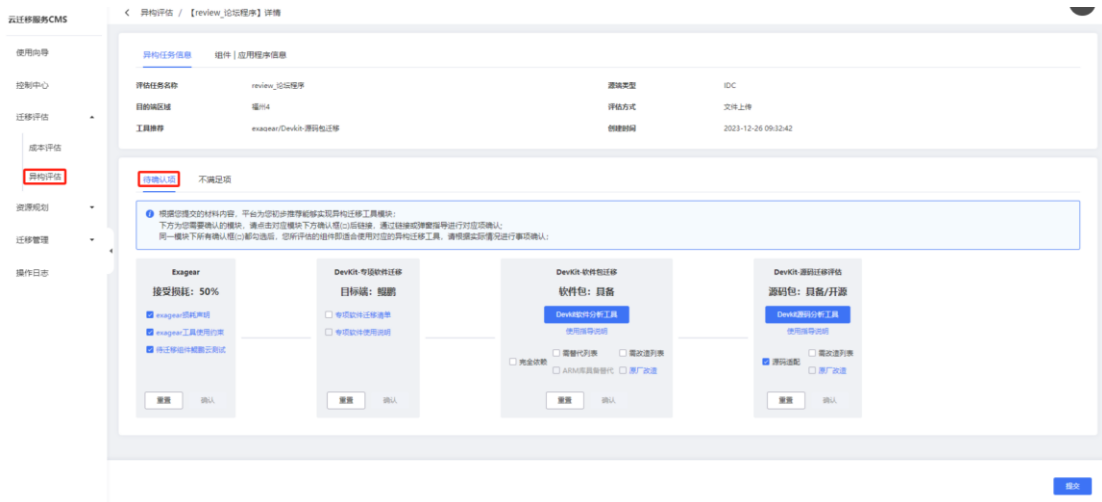 云迁移服务CMS
异构评估 / 【review_论坛程序】详情
使用向导
控制中心
迁移评估
成本评估
异构评估
资源规划
迁移管理
操作日志
异构任务信息 组件 | 应用程序信息
评估任务名称 review_论坛程序 源端类型 IDC
目的端区域 福州4 评估方式 文件上传
工具推荐 exagear/Devkit-源码包迁移 创建时间 2023-12-26 09:32:42
待确认项 不满足项
根据您提交的材料内容，平台为您初步推荐能够实现异构迁移工具模块；
下方为您需要确认的模块，请点击对应模块下方确认框(□)后链接，通过链接或弹窗指导进行对应项确认；
同一模块下所有确认框(□)都勾选后，您所评估的组件即适合使用对应的异构迁移工具，请根据实际情况进行事项确认；
Exagear
接受损耗：50%
exagear损耗声明
exagear工具使用约束
待迁移组件鲲鹏云测试
重置 确认
DevKit-专项软件迁移
目标端：鲲鹏
专项软件迁移清单
专项软件使用说明
重置 确认
DevKit-软件包迁移
软件包：具备
Devkit软件分析工具
使用指导说明
完全依赖 需替代列表 需改造列表
ARM库具备替代 原厂改造
重置 确认
DevKit-源码迁移评估
源码包：具备/开源
Devkit源码分析工具
使用指导说明
源码适配 需改造列表
原厂改造
重置 确认
提交